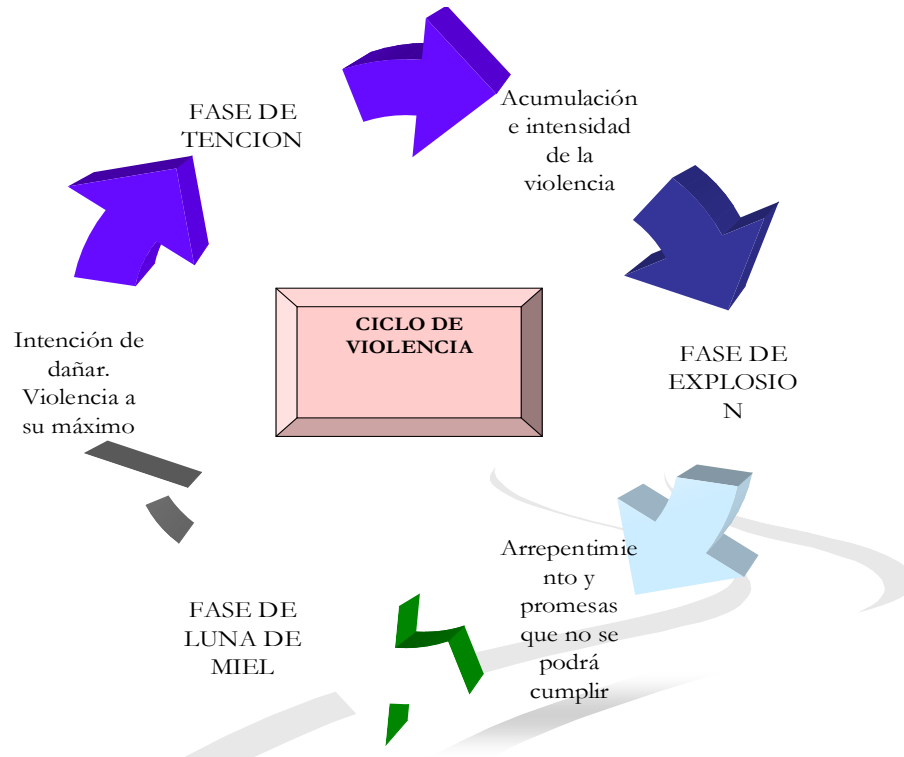 FASE DE
TENCION
Acumulación
e intensidad
de la
violencia
CICLO DE
VIOLENCIA
FASE DE
EXPLOSIO
N
Intención de
dañar.
Violencia a
su máximo
Arrepentimie
nto y
promesas
que no se
podrá
cumplir
FASE DE
LUNA DE
MIEL